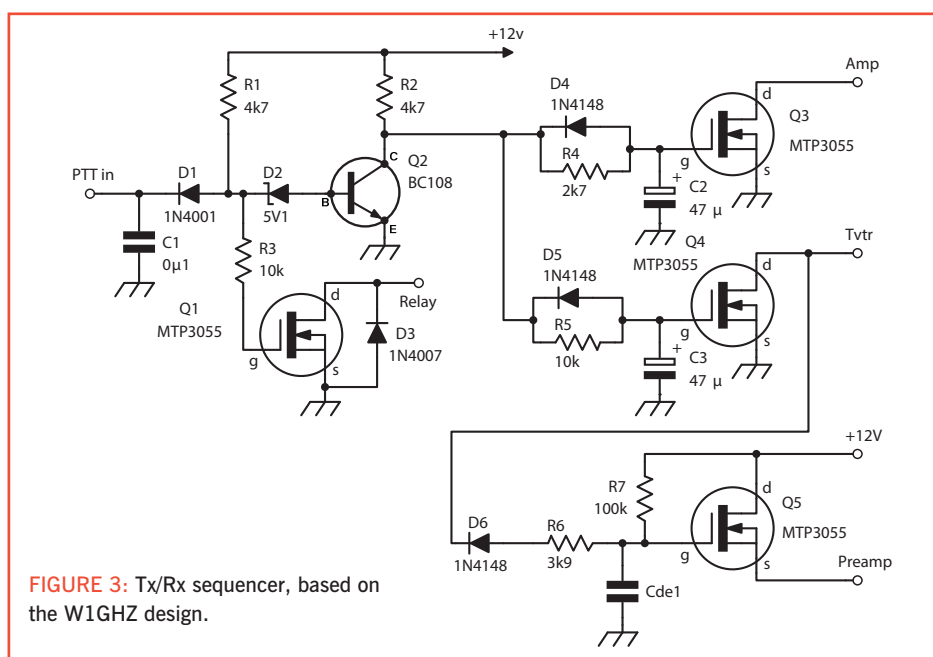 +12v
Amp
R1
4k7
R2
4k7
D4
1N4148
d
Q3
MTP3055
g
s
R4
2k7
+
C2
47 µ
PTT in
D1
1N4001
D2
5V1
B
C
E
Q2
BC108
C1
0µ1
R3
10k
Q1
MTP3055
d
g
s
Relay
D3
1N4007
Q4
MTP3055
Tvtr
D5
1N4148
d
g
s
R5
10k
+
C3
47 µ
+12V
R7
100k
d
Q5
MTP3055
D6
1N4148
R6
3k9
g
s
Preamp
Cde1
FIGURE 3: Tx/Rx sequencer, based on
the W1GHZ design.